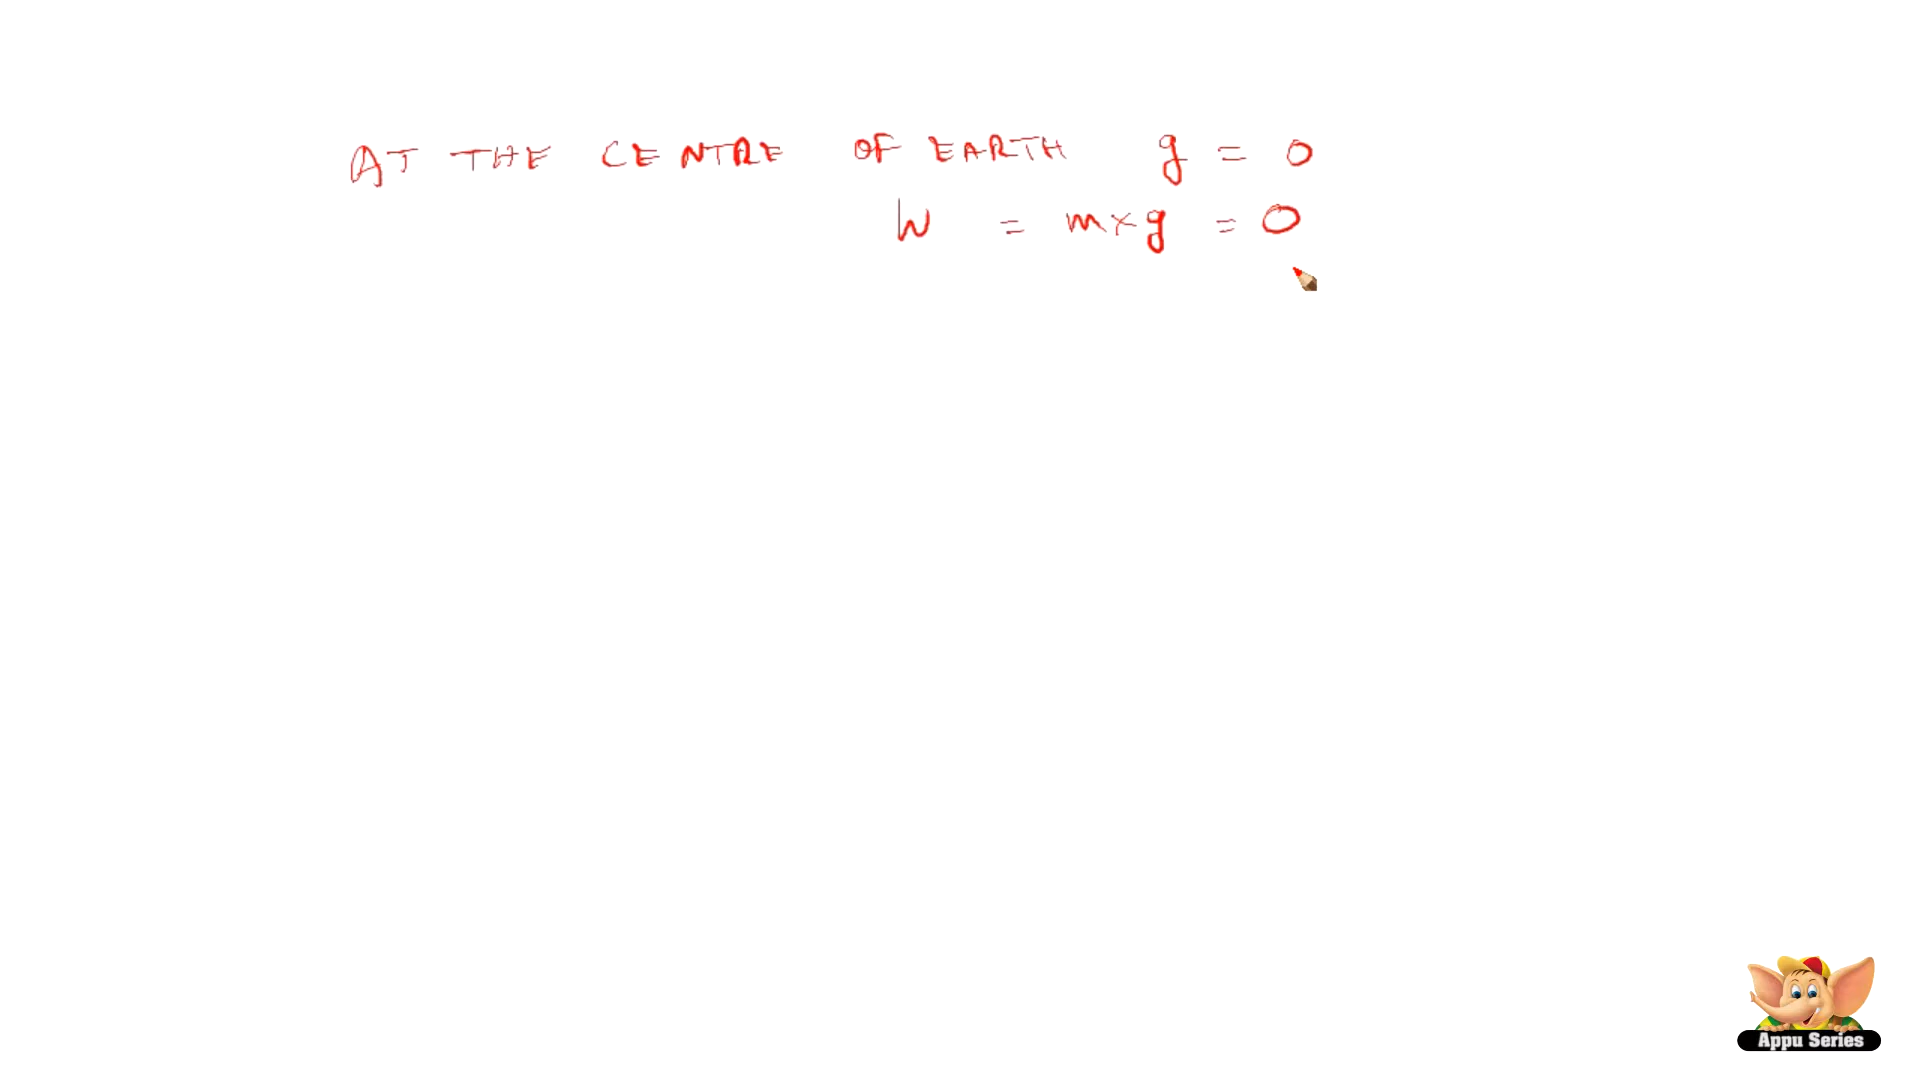 AT THE CENTRE OF EARTH g = 0
W = m×g = 0
Appu Series